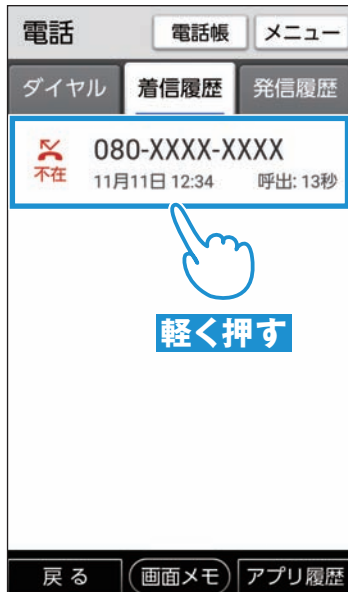 電話 電話帳 メニュー
ダイヤル 着信履歴 発信履歴
080-XXXX-XXXX
不在 11月11日 12:34 呼出: 13秒
軽く押す
戻る 画面メモ アプリ履歴